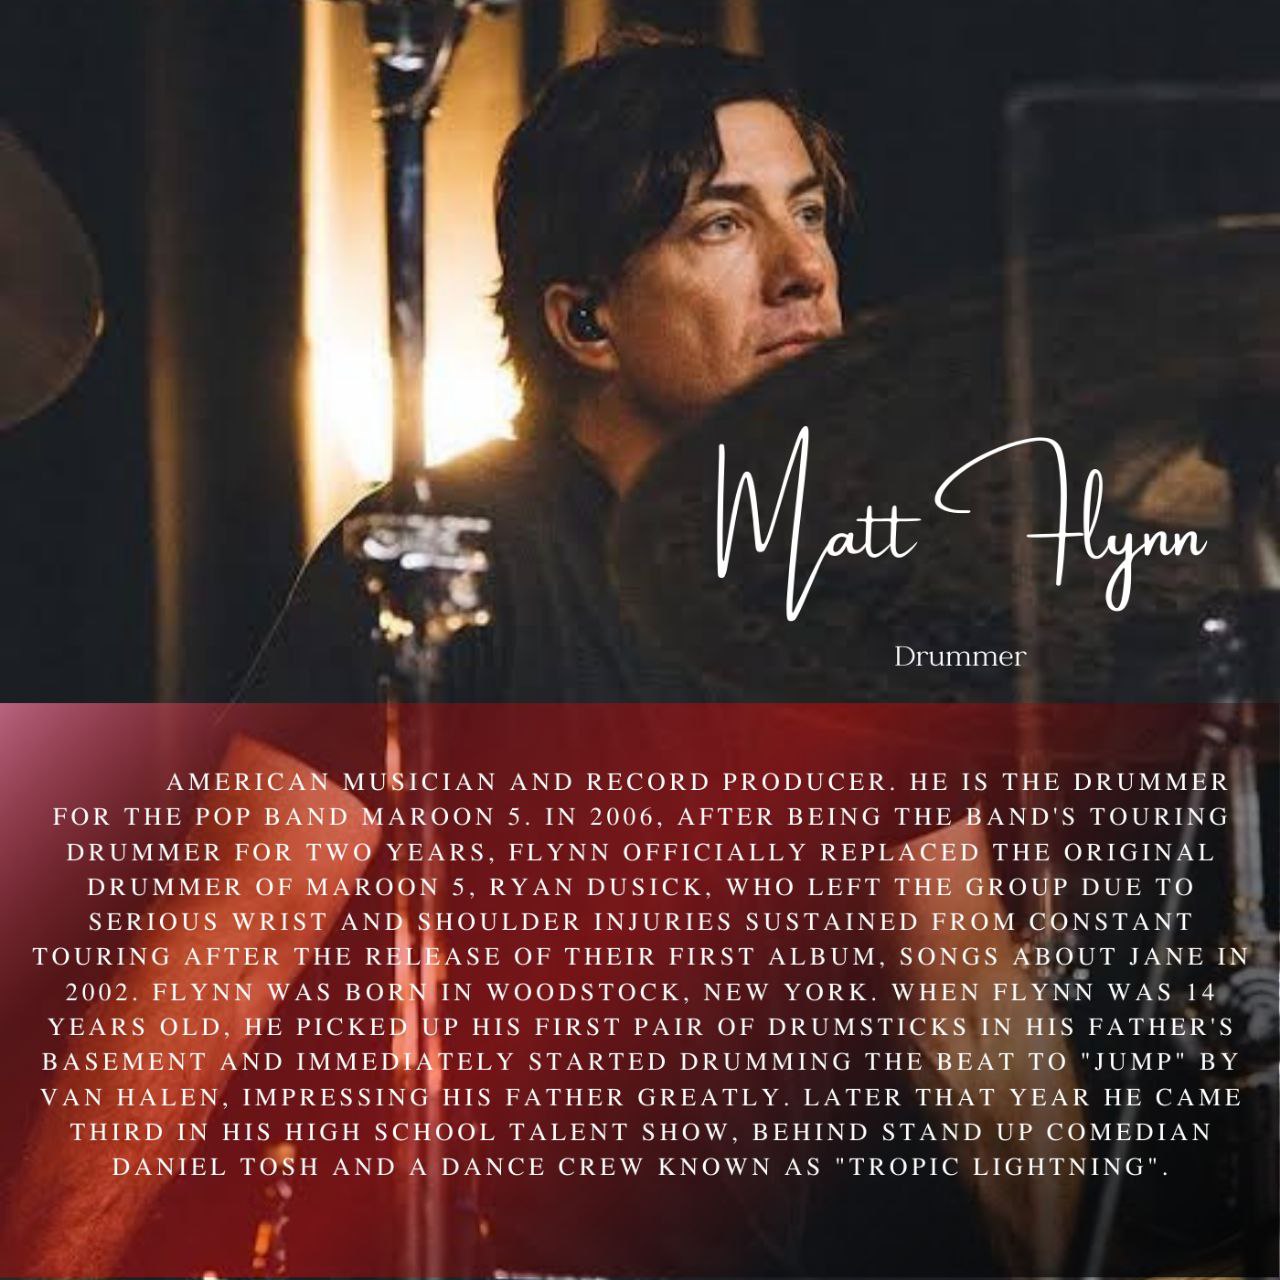 Matt Flynn
Drummer
AMERICAN MUSICIAN AND RECORD PRODUCER. HE IS THE DRUMMER
FOR THE POP BAND MAROON 5. IN 2006, AFTER BEING THE BAND'S TOURING
DRUMMER FOR TWO YEARS, FLYNN OFFICIALLY REPLACED THE ORIGINAL
DRUMMER OF MAROON 5, RYAN DUSICK, WHO LEFT THE GROUP DUE TO
SERIOUS WRIST AND SHOULDER INJURIES SUSTAINED FROM CONSTANT
TOURING AFTER THE RELEASE OF THEIR FIRST ALBUM, SONGS ABOUT JANE IN
2002. FLYNN WAS BORN IN WOODSTOCK, NEW YORK. WHEN FLYNN WAS 14
YEARS OLD, HE PICKED UP HIS FIRST PAIR OF DRUMSTICKS IN HIS FATHER'S
BASEMENT AND IMMEDIATELY STARTED DRUMMING THE BEAT TO "JUMP" BY
VAN HALEN, IMPRESSING HIS FATHER GREATLY. LATER THAT YEAR HE CAME
THIRD IN HIS HIGH SCHOOL TALENT SHOW, BEHIND STAND UP COMEDIAN
DANIEL TOSH AND A DANCE CREW KNOWN AS "TROPIC LIGHTNING".